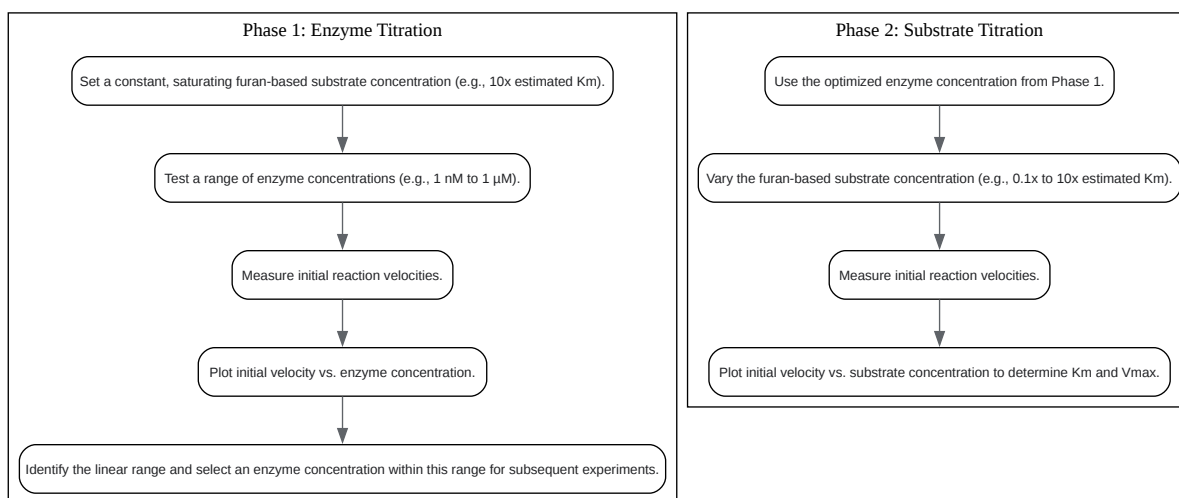 Phase 1: Enzyme Titration
Set a constant, saturating furan-based substrate concentration (e.g., 10x estimated Km).
Test a range of enzyme concentrations (e.g., 1 nM to 1 µM).
Measure initial reaction velocities.
Plot initial velocity vs. enzyme concentration.
Identify the linear range and select an enzyme concentration within this range for subsequent experiments.
Phase 2: Substrate Titration
Use the optimized enzyme concentration from Phase 1.
Vary the furan-based substrate concentration (e.g., 0.1x to 10x estimated Km).
Measure initial reaction velocities.
Plot initial velocity vs. substrate concentration to determine Km and Vmax.